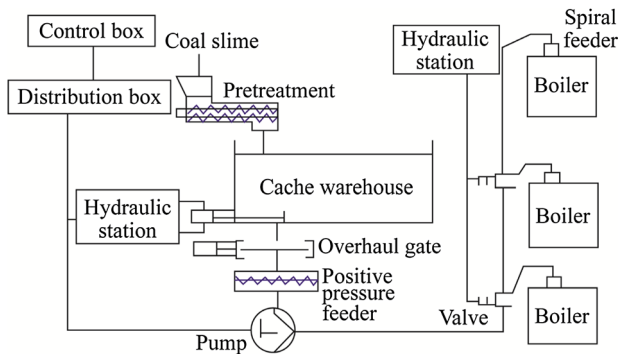 Control box
Coal slime
Distribution box
Pretreatment
Hydraulic
station
Spiral
feeder
Boiler
Cache warehouse
Hydraulic
station
Boiler
Overhaul gate
Positive
pressure
feeder
Pump
Valve
Boiler